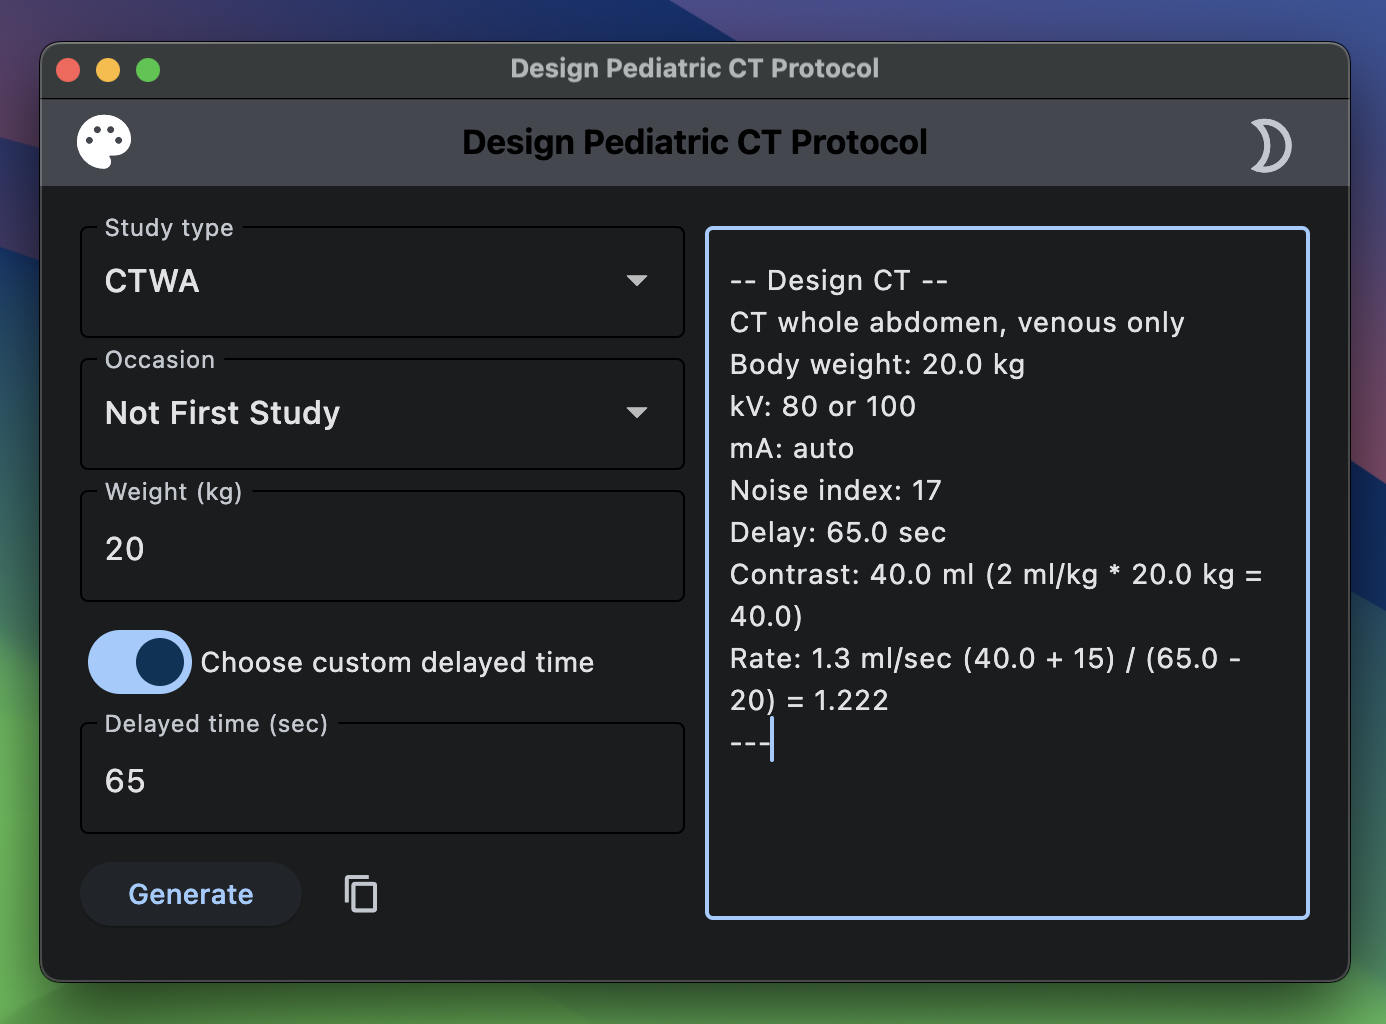 Design Pediatric CT Protocol
Design Pediatric CT Protocol
Study type
CTWA
Occasion
Not First Study
Weight (kg)
20
Choose custom delayed time
Delayed time (sec)
65
Generate
-- Design CT --
CT whole abdomen, venous only
Body weight: 20.0 kg
kV: 80 or 100
mA: auto
Noise index: 17
Delay: 65.0 sec
Contrast: 40.0 ml (2 ml/kg * 20.0 kg =
40.0)
Rate: 1.3 ml/sec (40.0 + 15) / (65.0 -
20) = 1.222
---